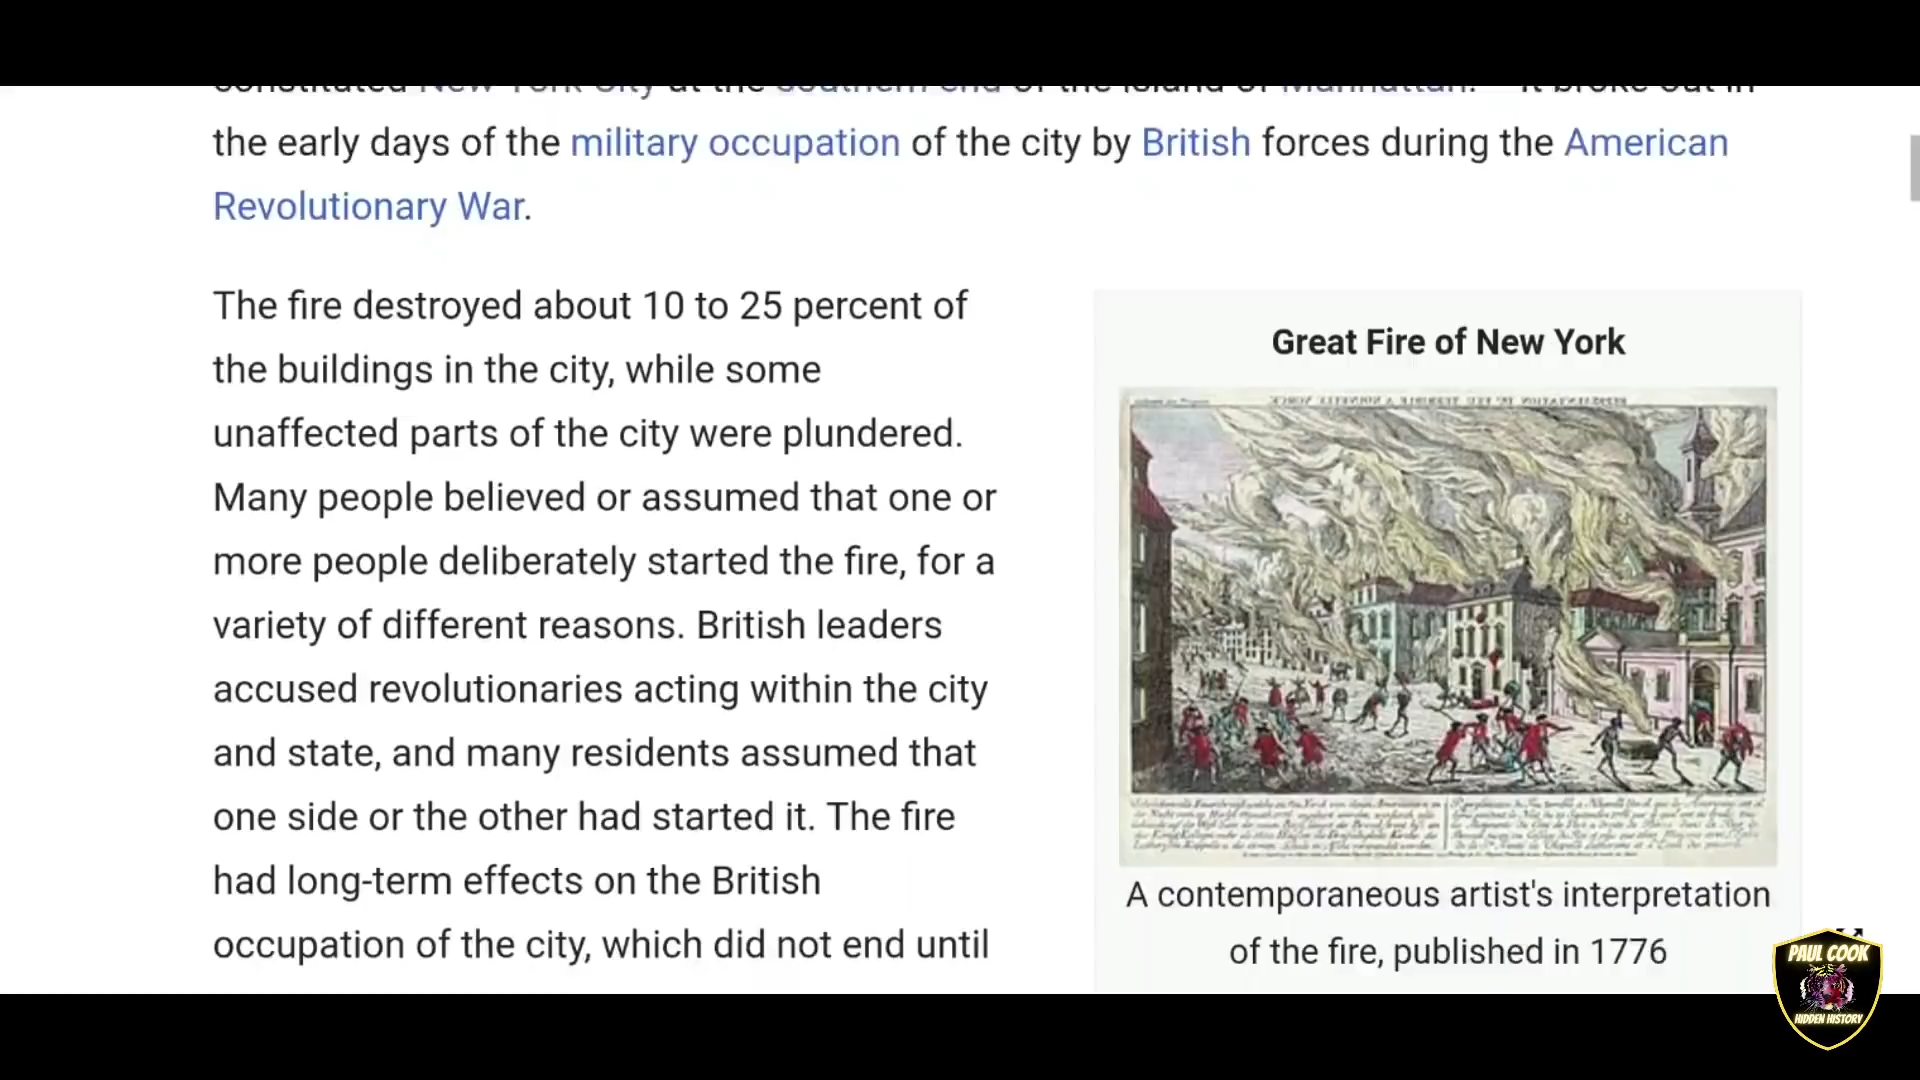 the early days of the military occupation of the city by British forces during the American
Revolutionary War.
The fire destroyed about 10 to 25 percent of
the buildings in the city, while some
unaffected parts of the city were plundered.
Many people believed or assumed that one or
more people deliberately started the fire, for a
variety of different reasons. British leaders
accused revolutionaries acting within the city
and state, and many residents assumed that
one side or the other had started it. The fire
had long-term effects on the British
occupation of the city, which did not end until
Great Fire of New York
A contemporaneous artist's interpretation
of the fire, published in 1776
PAUL COOK
HIDDEN HISTORY